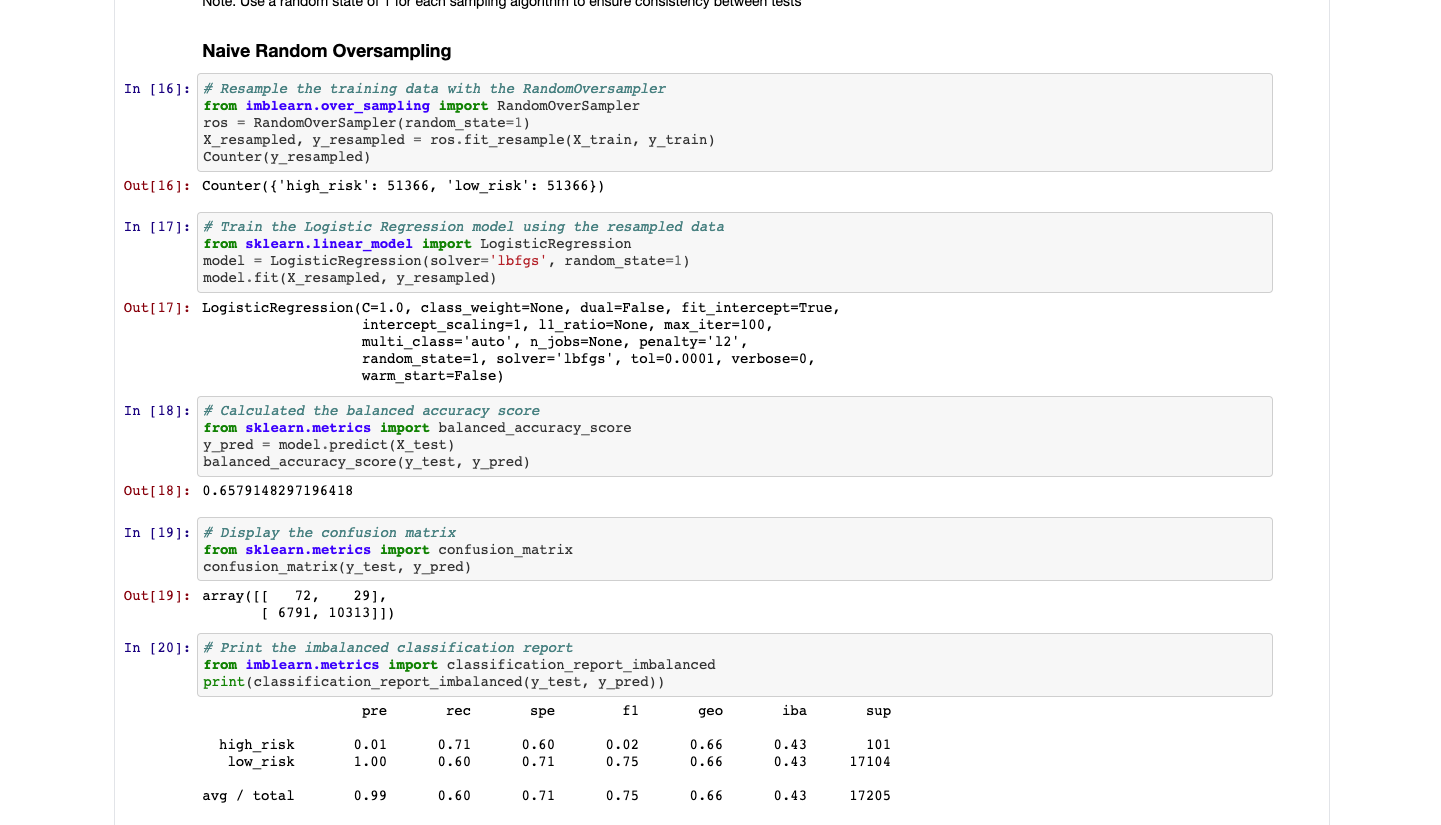 Note: Use a random state of 1 for each sampling algorithm to ensure consistency between tests
Naive Random Oversampling
In [16]: # Resample the training data with the RandomOversampler
from imblearn.over_sampling import RandomOverSampler
ros = RandomOverSampler(random_state=1)
X_resampled, y_resampled = ros.fit_resample(X_train, y_train)
Counter(y_resampled)
Out[16]: Counter({'high_risk': 51366, 'low_risk': 51366})
In [17]: # Train the Logistic Regression model using the resampled data
from sklearn.linear_model import LogisticRegression
model = LogisticRegression(solver='lbfgs', random_state=1)
model.fit(X_resampled, y_resampled)
Out[17]: LogisticRegression(C=1.0, class_weight=None, dual=False, fit_intercept=True,
intercept_scaling=1, l1_ratio=None, max_iter=100,
multi_class='auto', n_jobs=None, penalty='l2',
random_state=1, solver='lbfgs', tol=0.0001, verbose=0,
warm_start=False)
In [18]: # Calculated the balanced accuracy score
from sklearn.metrics import balanced_accuracy_score
y_pred = model.predict(X_test)
balanced_accuracy_score(y_test, y_pred)
Out[18]: 0.6579148297196418
In [19]: # Display the confusion matrix
from sklearn.metrics import confusion_matrix
confusion_matrix(y_test, y_pred)
Out[19]: array([[   72,    29],
[ 6791, 10313]])
In [20]: # Print the imbalanced classification report
from imblearn.metrics import classification_report_imbalanced
print(classification_report_imbalanced(y_test, y_pred))
pre rec spe f1 geo iba sup
high_risk 0.01 0.71 0.60 0.02 0.66 0.43 101
low_risk 1.00 0.60 0.71 0.75 0.66 0.43 17104
avg / total 0.99 0.60 0.71 0.75 0.66 0.43 17205